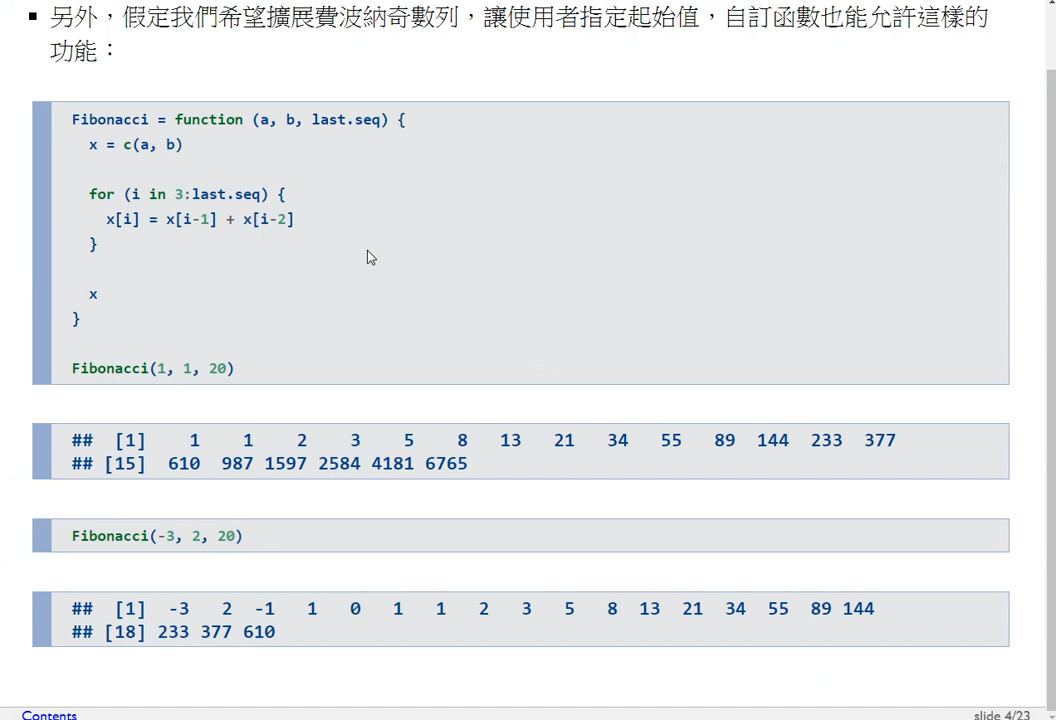 ▪ 另外，假定我們希望擴展費波納奇數列，讓使用者指定起始值，自訂函數也能允許這樣的
功能：
Fibonacci = function (a, b, last.seq) {
  x = c(a, b)
  for (i in 3:last.seq) {
    x[i] = x[i-1] + x[i-2]
  }
  x
}
Fibonacci(1, 1, 20)
## [1] 1 1 2 3 5 8 13 21 34 55 89 144 233 377
## [15] 610 987 1597 2584 4181 6765
Fibonacci(-3, 2, 20)
## [1] -3 2 -1 1 0 1 1 2 3 5 8 13 21 34 55 89 144
## [18] 233 377 610
Contents slide 4/23